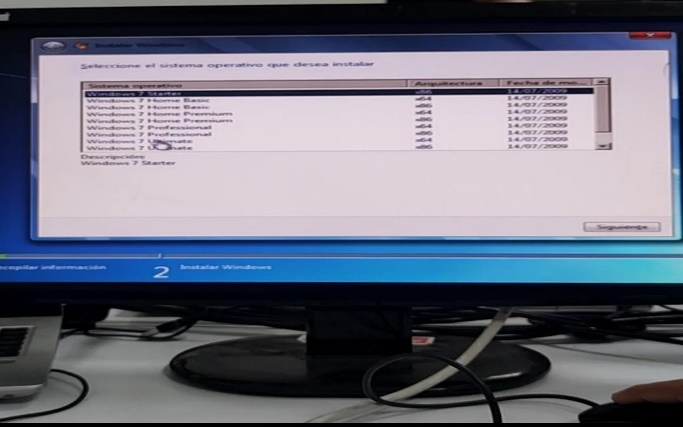 Instalar Windows
Seleccione el sistema operativo que desea instalar
Sistema operativo Arquitectura Fecha de mo...
Windows 7 Starter x86 14/07/2009
Windows 7 Home Basic x64 14/07/2009
Windows 7 Home Basic x86 14/07/2009
Windows 7 Home Premium x64 14/07/2009
Windows 7 Home Premium x86 14/07/2009
Windows 7 Professional x64 14/07/2009
Windows 7 Professional x86 14/07/2009
Windows 7 Ultimate x64 14/07/2009
Windows 7 Ultimate x86 14/07/2009
Descripción:
Windows 7 Starter
Siguiente
copilar información 2 Instalar Windows